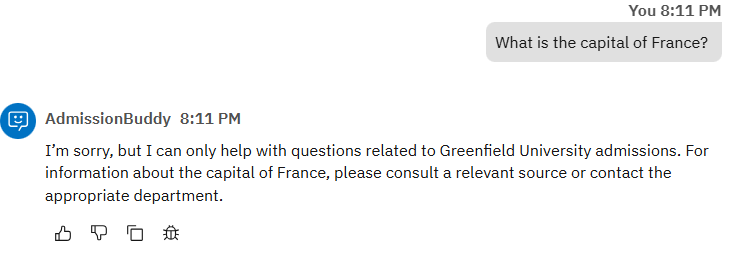 You 8:11 PM
What is the capital of France?
AdmissionBuddy 8:11 PM
I’m sorry, but I can only help with questions related to Greenfield University admissions. For
information about the capital of France, please consult a relevant source or contact the
appropriate department.